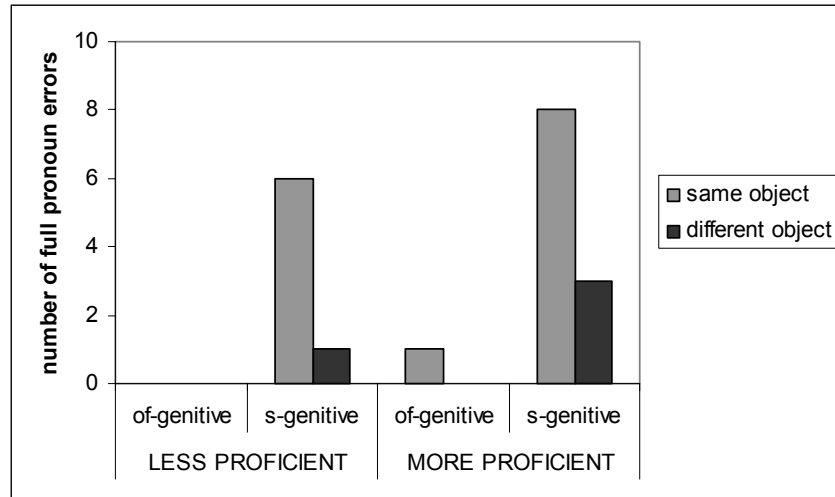 number of full pronoun errors
10
8
6
4
2
0
of-genitive s-genitive of-genitive s-genitive
LESS PROFICIENT MORE PROFICIENT
same object
different object